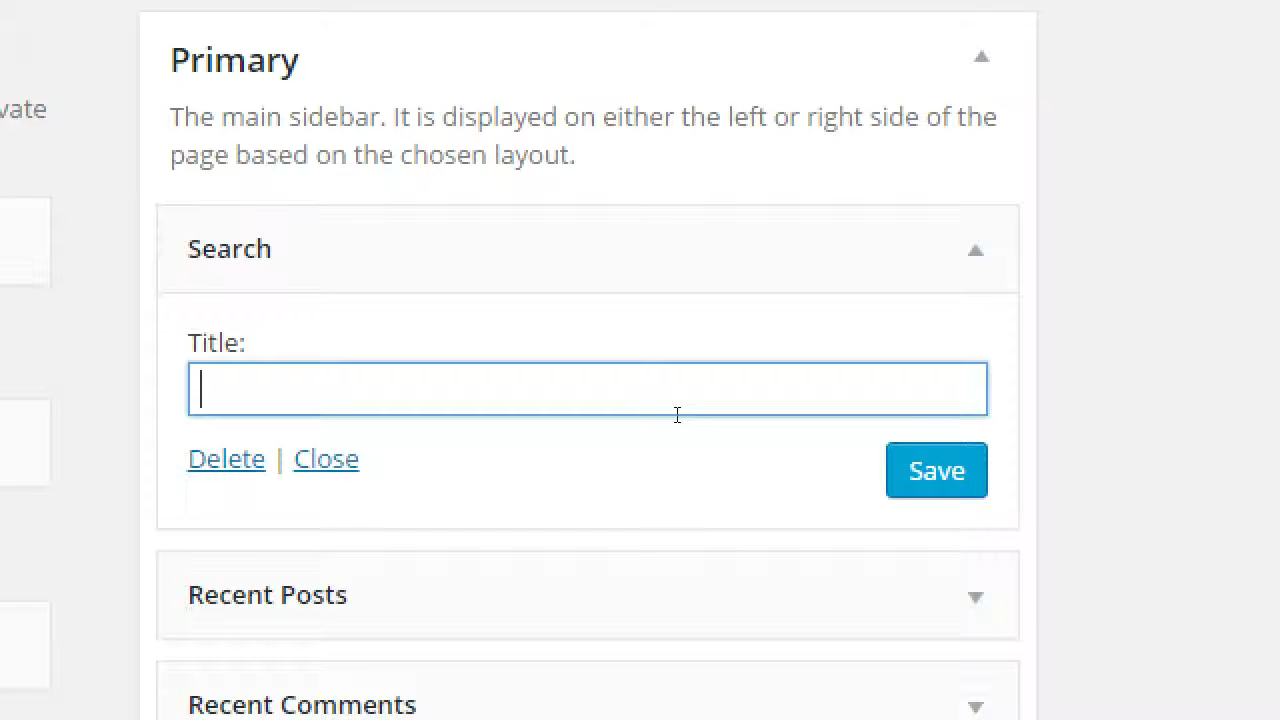 Primary
vate
The main sidebar. It is displayed on either the left or right side of the
page based on the chosen layout.
Search
Title:
Delete | Close
Save
Recent Posts
Recent Comments